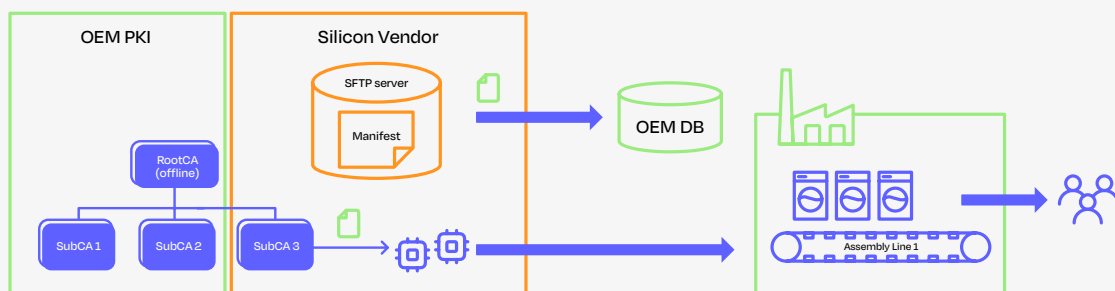 OEM PKI
Silicon Vendor
SFTP server
Manifest
OEM DB
RootCA
(offline)
SubCA 1
SubCA 2
SubCA 3
Assembly Line 1